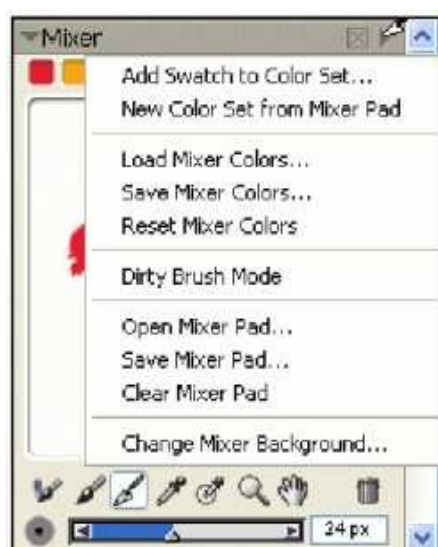 Mixer
Add Swatch to Color Set...
New Color Set from Mixer Pad
Load Mixer Colors...
Save Mixer Colors...
Reset Mixer Colors
Dirty Brush Mode
Open Mixer Pad...
Save Mixer Pad...
Clear Mixer Pad
Change Mixer Background...
24 px